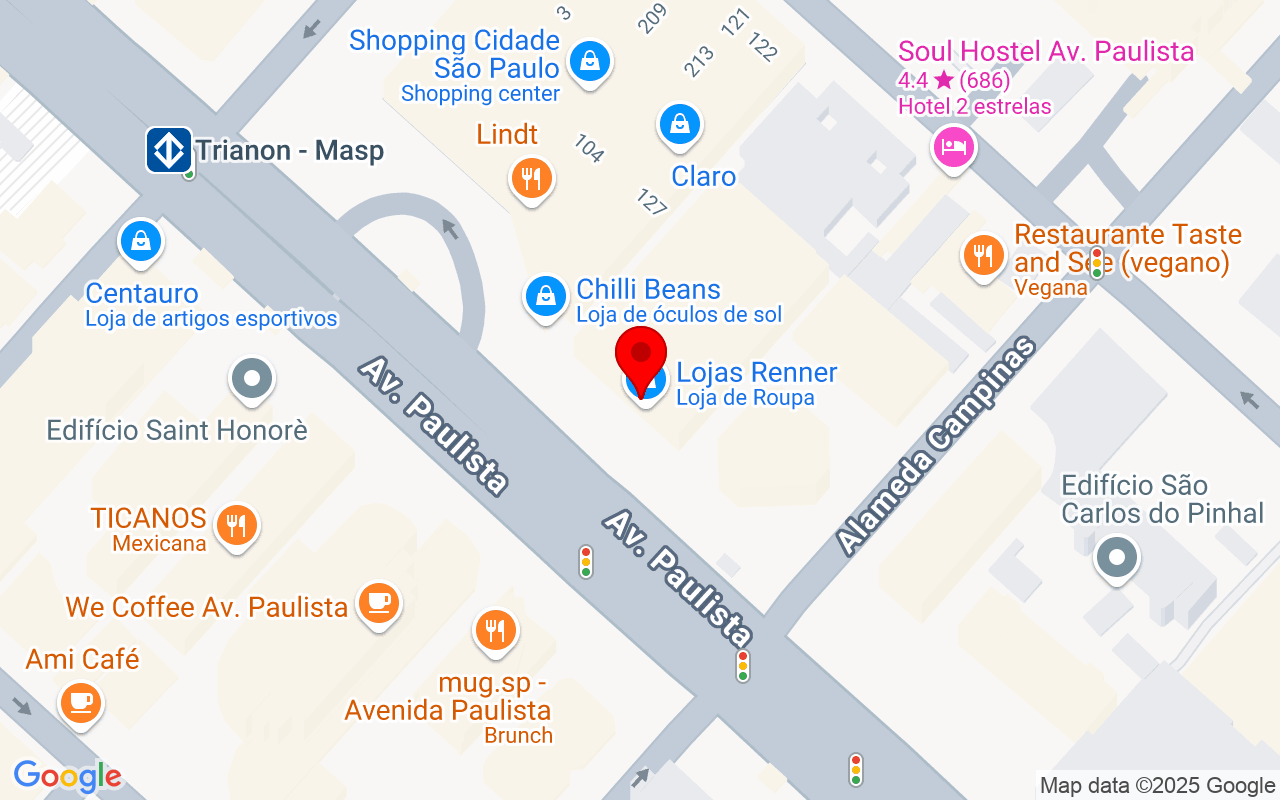 3
209
121
122
213
Shopping Cidade
São Paulo
Shopping center
Soul Hostel Av. Paulista
4.4 ★ (686)
Hotel 2 estrelas
Lindt
104
Trianon - Masp
Claro
127
Restaurante Taste
and See (vegano)
Vegana
Centauro
Loja de artigos esportivos
Chilli Beans
Loja de óculos de sol
Lojas Renner
Loja de Roupa
Av. Paulista
Alameda Campinas
Edifício Saint Honorè
Edifício São
Carlos do Pinhal
TICANOS
Mexicana
Av. Paulista
We Coffee Av. Paulista
Ami Café
mug.sp -
Avenida Paulista
Brunch
Google
Map data ©2025 Google